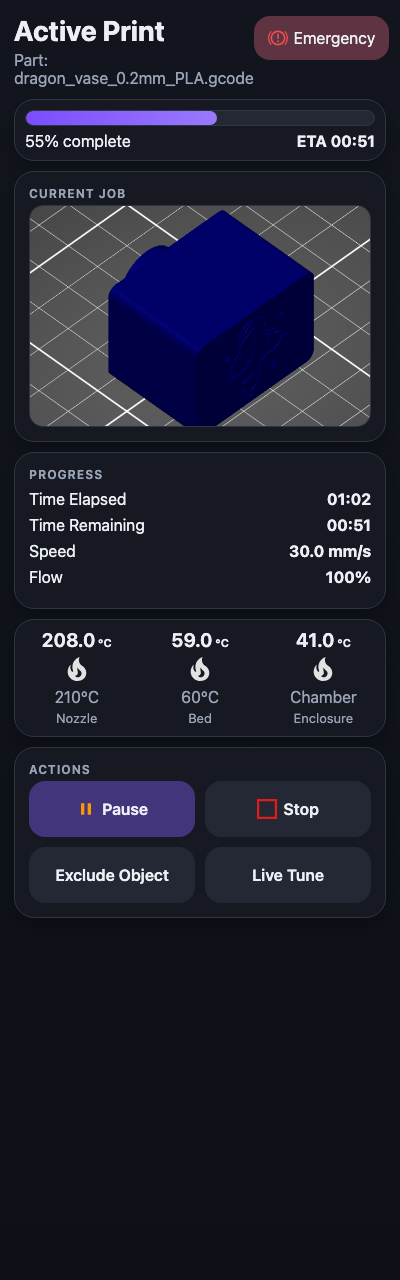 Active Print
Emergency
Part:
dragon_vase_0.2mm_PLA.gcode
55% complete
ETA 00:51
CURRENT JOB
PROGRESS
Time Elapsed
01:02
Time Remaining
00:51
Speed
30.0 mm/s
Flow
100%
208.0 °C
59.0 °C
41.0 °C
210°C
60°C
Chamber
Nozzle
Bed
Enclosure
ACTIONS
Pause
Stop
Exclude Object
Live Tune